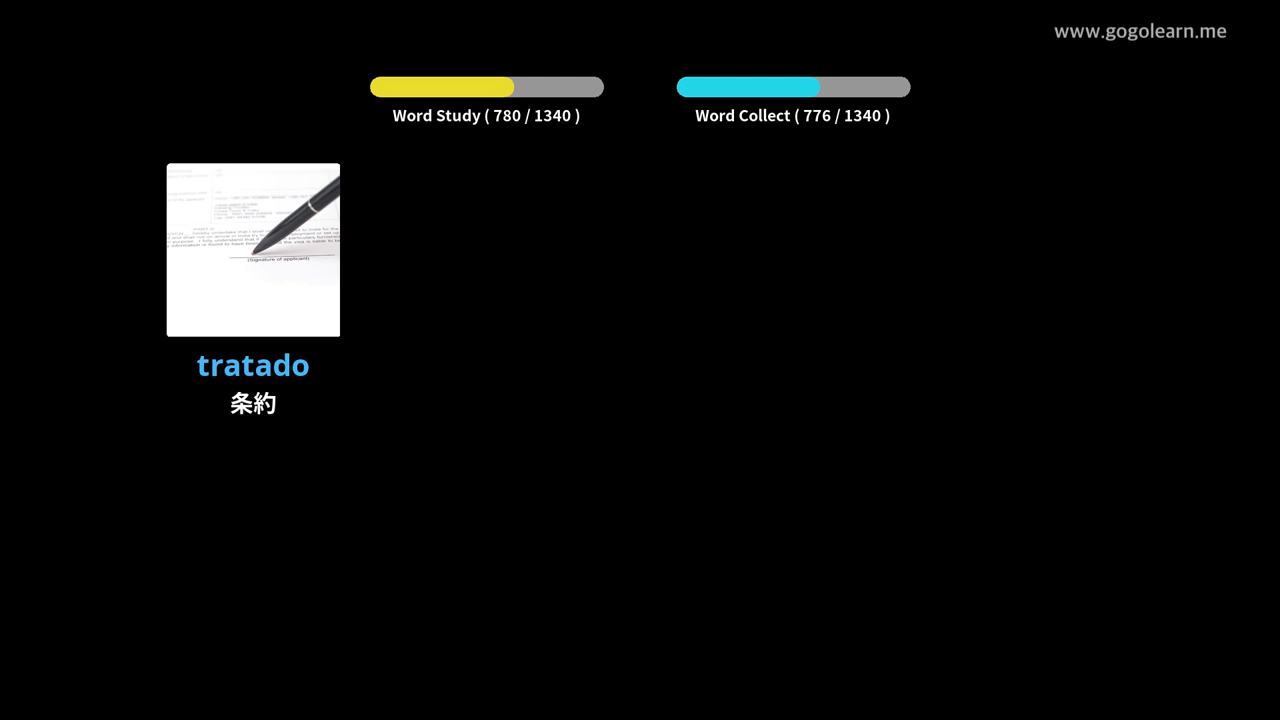 www.gogolearn.me
Word Study ( 780 / 1340 )
Word Collect ( 776 / 1340 )
(Signature of applicant)
tratado
条約